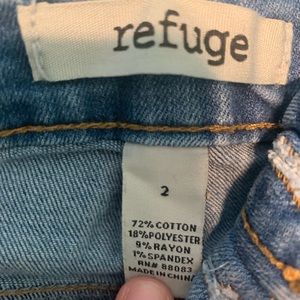 refuge
2
72% COTTON
18% POLYESTER
9% RAYON
1% SPANDEX
RN# 88083
MADE IN CHINA